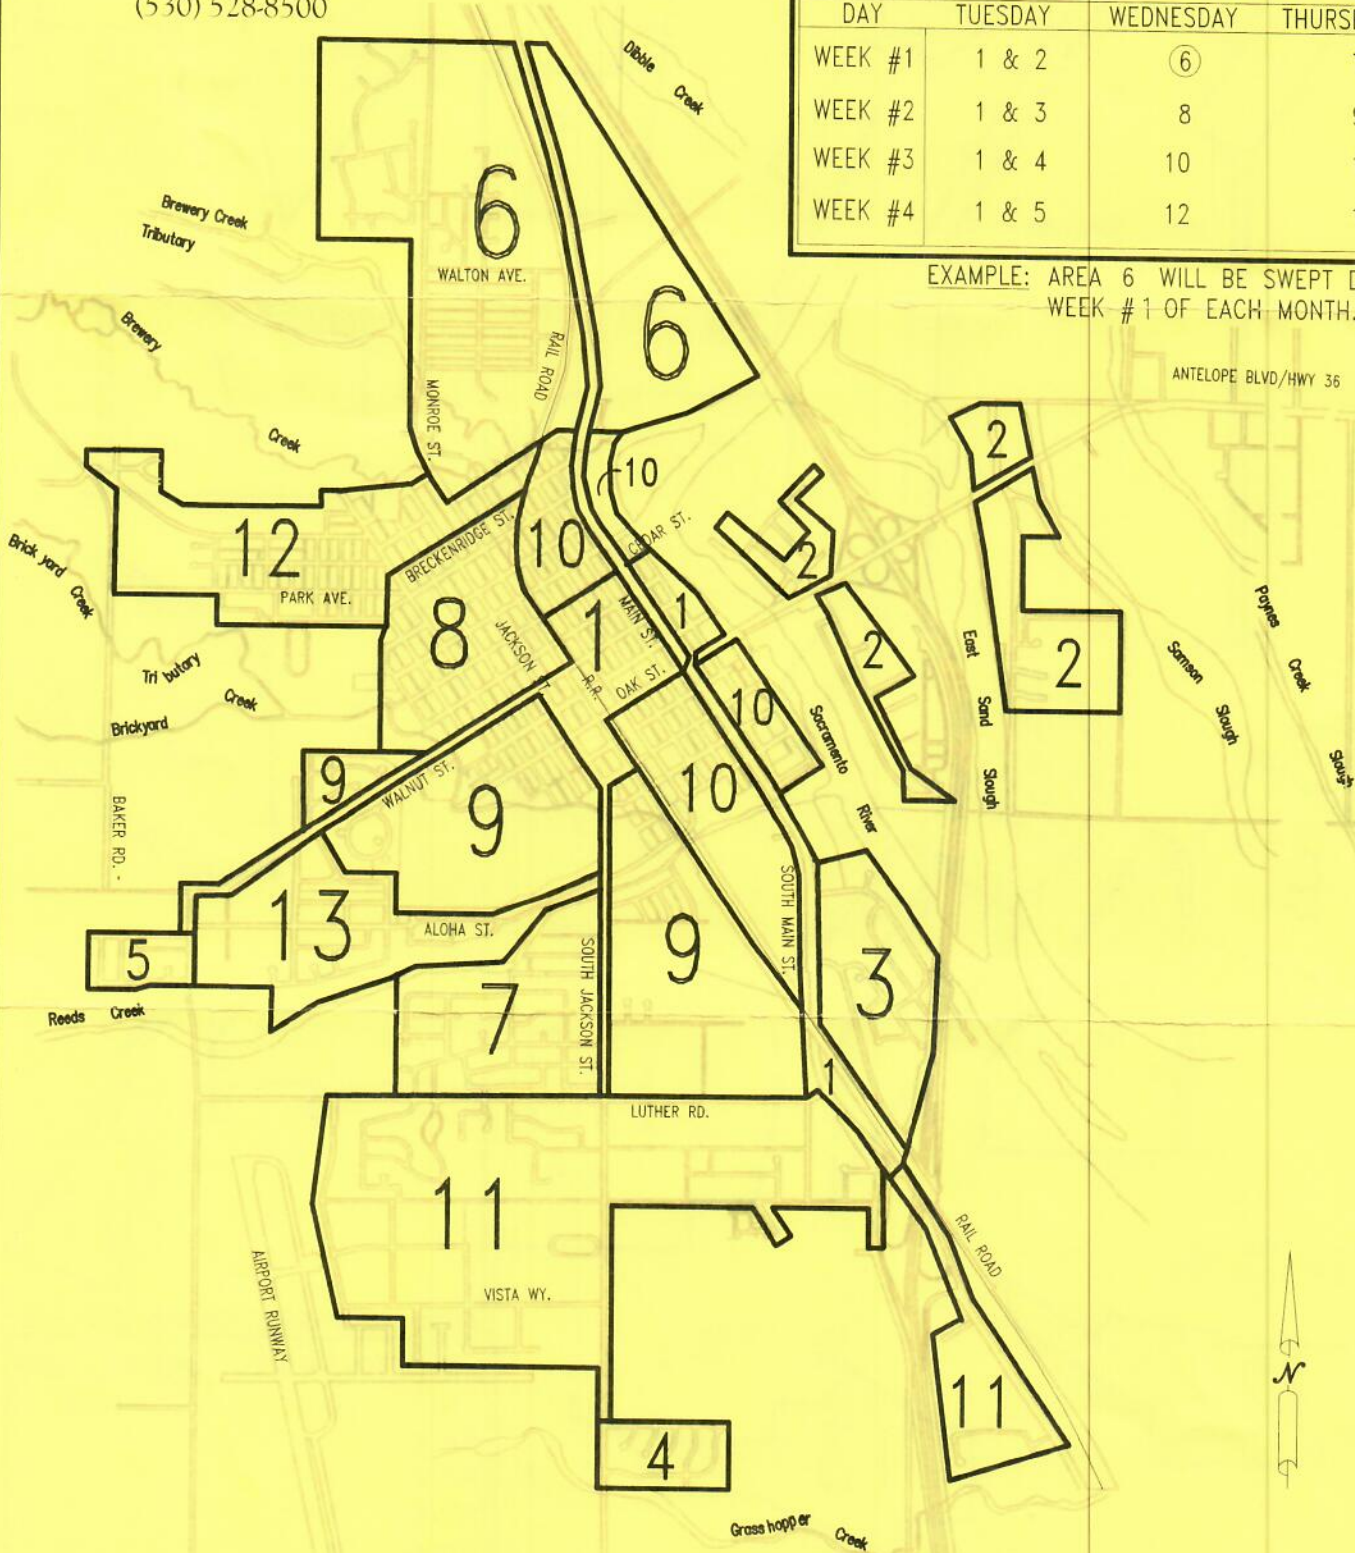 (530) 528-8500
DAY TUESDAY WEDNESDAY
WEEK #1 1 & 2 6
WEEK #2 1 & 3 8
WEEK #3 1 & 4 10
WEEK #4 1 & 5 12
EXAMPLE: AREA 6 WILL BE SWEPT
WEEK #1 OF EACH MONTH.
Dibble
Creek
Brewery Creek
Tributary
6
WALTON AVE.
6
Brewery
Creek
RAIL ROAD
MONROE ST.
ANTELOPE BLVD/HWY 36
2
10
12
PARK AVE.
BRECKENRIDGE ST.
10
CEDAR ST.
2
Brick yard
Creek
8
JACKSON ST.
1
MAIN ST.
1
R.R.
OAK ST.
2
East
Sand
Slough
2
Samson
Slough
Paynes
Creek
Slough
Tri butary
Creek
Brickyard
10
Sacramento
River
9
WALNUT ST.
9
10
BAKER RD.
13
ALOHA ST.
5
SOUTH JACKSON ST.
9
SOUTH MAIN ST.
3
Reeds Creek
7
1
LUTHER RD.
11
RAIL ROAD
AIRPORT RUNWAY
VISTA WY.
11
N
4
Grasshopper
Creek